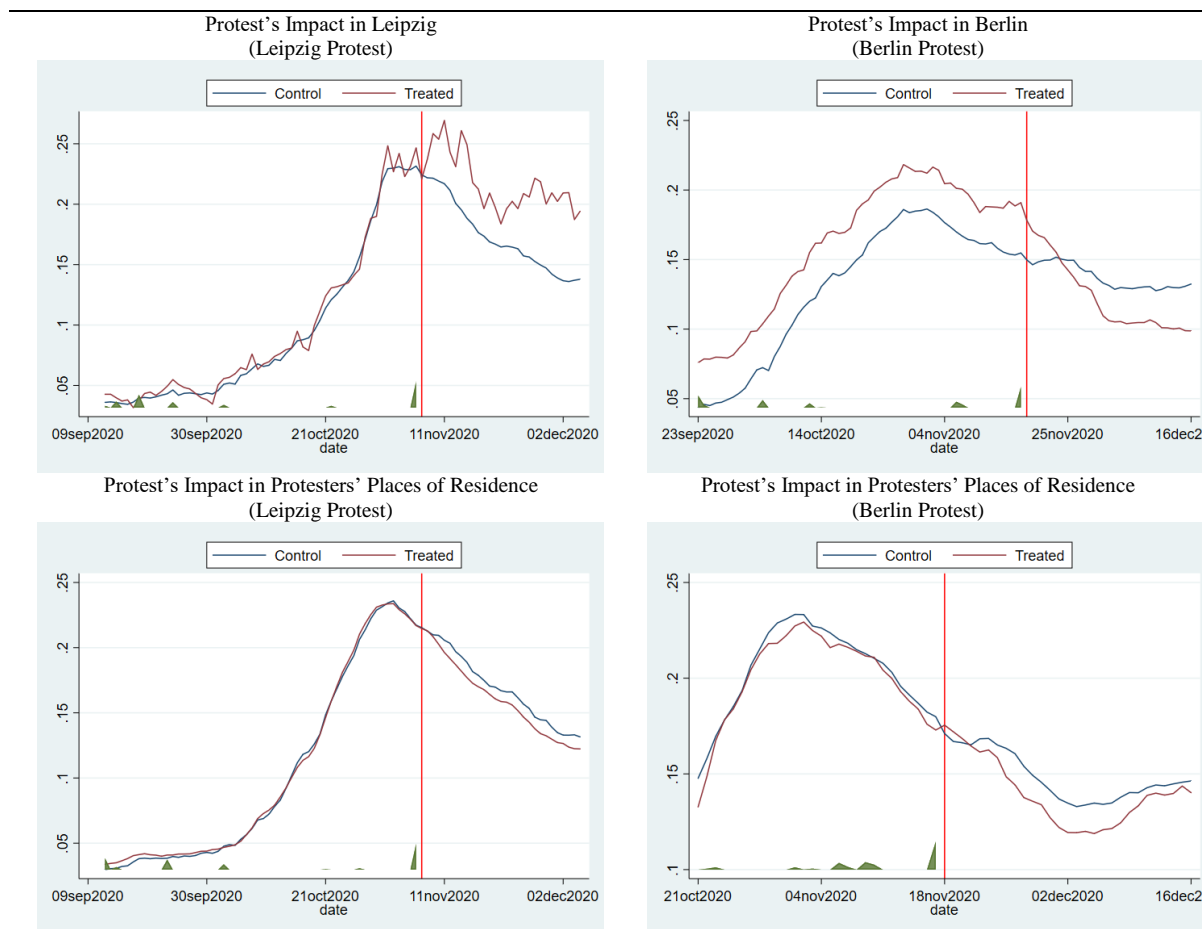 Protest’s Impact in Leipzig
(Leipzig Protest)
Control Treated
.25
.2
.15
.1
.05
09sep2020 30sep2020 21oct2020 11nov2020 02dec2020
date
Protest’s Impact in Berlin
(Berlin Protest)
Control Treated
.25
.2
.15
.1
.05
23sep2020 14oct2020 04nov2020 25nov2020 16dec2
date
Protest’s Impact in Protesters’ Places of Residence
(Leipzig Protest)
Control Treated
.25
.2
.15
.1
.05
09sep2020 30sep2020 21oct2020 11nov2020 02dec2020
date
Protest’s Impact in Protesters’ Places of Residence
(Berlin Protest)
Control Treated
.25
.2
.15
.1
21oct2020 04nov2020 18nov2020 02dec2020 16dec2
date